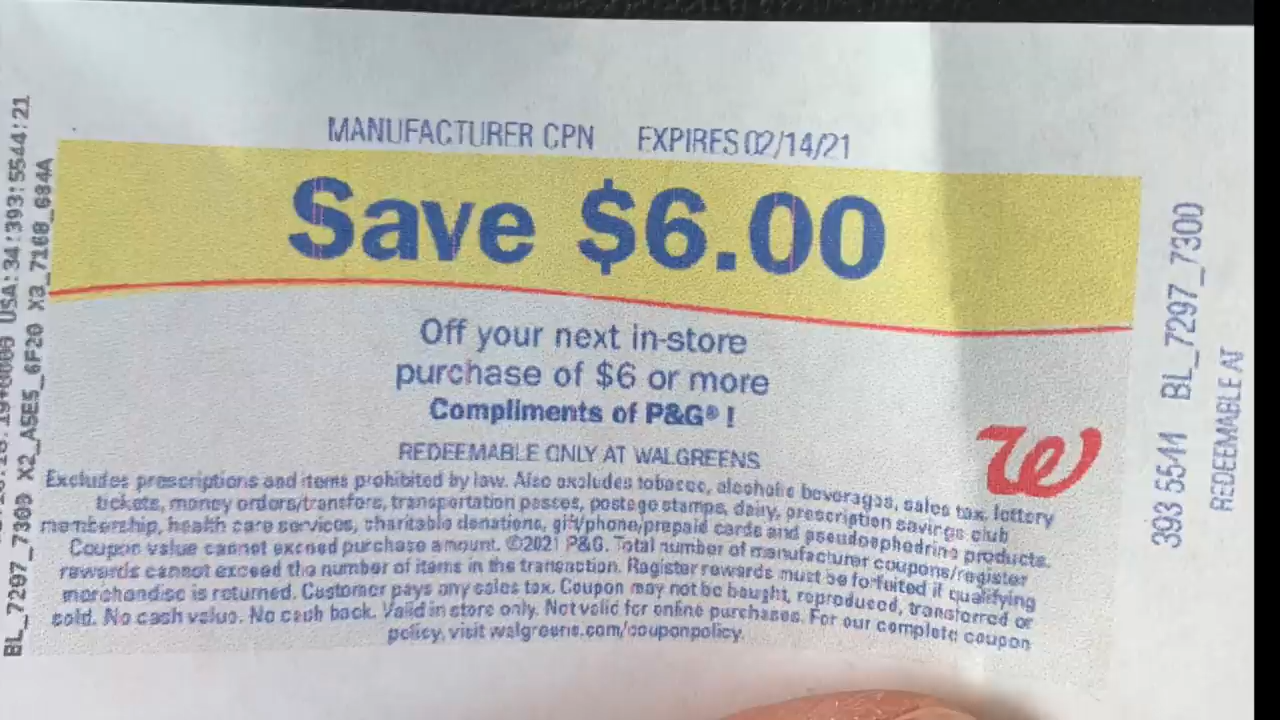 MANUFACTURER CPN EXPIRES 02/14/21
Save $6.00
Off your next in-store
purchase of $6 or more
Compliments of P&G® !
REDEEMABLE ONLY AT WALGREENS
Excludes prescriptions and items prohibited by law. Also excludes tobacco, alcoholic beverages, sales tax, lottery
tickets, money orders/transfers, transportation passes, postage stamps, dairy, prescription savings club
membership, health care services, charitable donations, gift/phone/prepaid cards and pseudoephedrine products.
Coupon value cannot exceed purchase amount. ©2021 P&G. Total number of manufacturer coupons/register
rewards cannot exceed the number of items in the transaction. Register rewards must be forfuited if qualifying
merchandise is returned. Customer pays any sales tax. Coupon may not be bought, reproduced, transferred or
sold. No cash value. No cash back. Valid in store only. Not valid for online purchases. For our complete coupon
policy, visit walgreens.com/couponpolicy.
W
393 5544 BL_7297_7300
REDEEMABLE AT
USA:34:393:5544:21
BL_7297_7300 X2_A5E5_6F20 X3_7168_684A